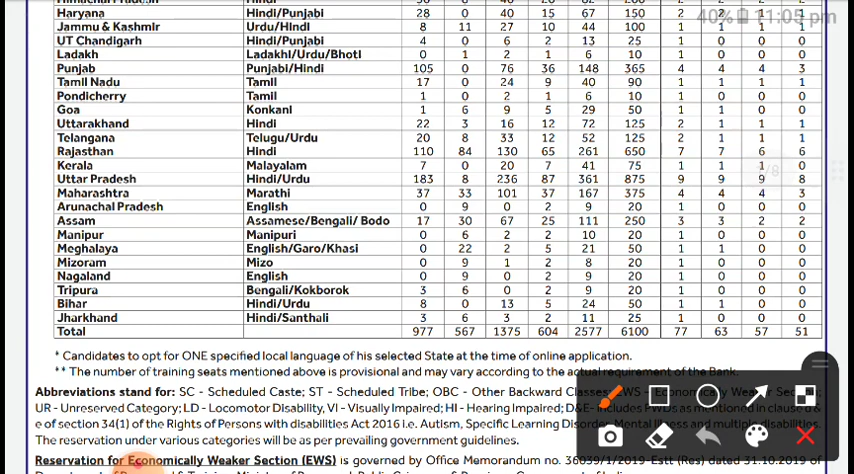 Haryana Hindi/Punjabi 28 0 40 15 67 150 2 2 1 1
40% 11:05 pm
Jammu & Kashmir Urdu/Hindi 8 11 27 10 44 100 1 1 1 1
UT Chandigarh Hindi/Punjabi 4 0 6 2 13 25 1 0 0 0
Ladakh Ladakhi/Urdu/Bhoti 0 1 2 1 6 10 1 0 0 0
Punjab Punjabi/Hindi 105 0 76 36 148 365 4 4 4 3
Tamil Nadu Tamil 17 0 24 9 40 90 1 1 1 1
Pondicherry Tamil 1 0 2 1 6 10 1 0 0 0
Goa Konkani 1 6 9 5 29 50 1 1 0 0
Uttarakhand Hindi 22 3 16 12 72 125 2 1 1 1
Telangana Telugu/Urdu 20 8 33 12 52 125 2 1 1 1
Rajasthan Hindi 110 84 130 65 261 650 7 7 6 6
Kerala Malayalam 7 0 20 7 41 75 1 1 1 0
Uttar Pradesh Hindi/Urdu 183 8 236 87 361 875 9 9 9 8
Maharashtra Marathi 37 33 101 37 167 375 4 4 4 3
Arunachal Pradesh English 0 9 0 2 9 20 1 0 0 0
Assam Assamese/Bengali/ Bodo 17 30 67 25 111 250 3 3 2 2
Manipur Manipuri 0 6 2 2 10 20 1 0 0 0
Meghalaya English/Garo/Khasi 0 22 2 5 21 50 1 1 0 0
Mizoram Mizo 0 9 1 2 8 20 1 0 0 0
Nagaland English 0 9 0 2 9 20 1 0 0 0
Tripura Bengali/Kokborok 3 6 0 2 9 20 1 0 0 0
Bihar Hindi/Urdu 8 0 13 5 24 50 1 1 0 0
Jharkhand Hindi/Santhali 3 6 3 2 11 25 1 0 0 0
Total 977 567 1375 604 2577 6100 77 63 57 51
* Candidates to opt for ONE specified local language of his selected State at the time of online application.
** The number of training seats mentioned above is provisional and may vary according to the actual requirement of the Bank.
Abbreviations stand for: SC - Scheduled Caste; ST - Scheduled Tribe; OBC - Other Backward Classes; EWS - Economically Weaker Section;
UR - Unreserved Category; LD - Locomotor Disability, VI - Visually Impaired; HI - Hearing Impaired; D&E- includes PwDs as mentioned in clause d &
e of section 34(1) of the Rights of Persons with disabilities Act 2016 i.e. Autism, Specific Learning Disorder, Mental Illness and multiple disabilities.
The reservation under various categories will be as per prevailing government guidelines.
Reservation for Economically Weaker Section (EWS) is governed by Office Memorandum no. 36039/1/2019-Estt (Res) dated 31.10.2019 of